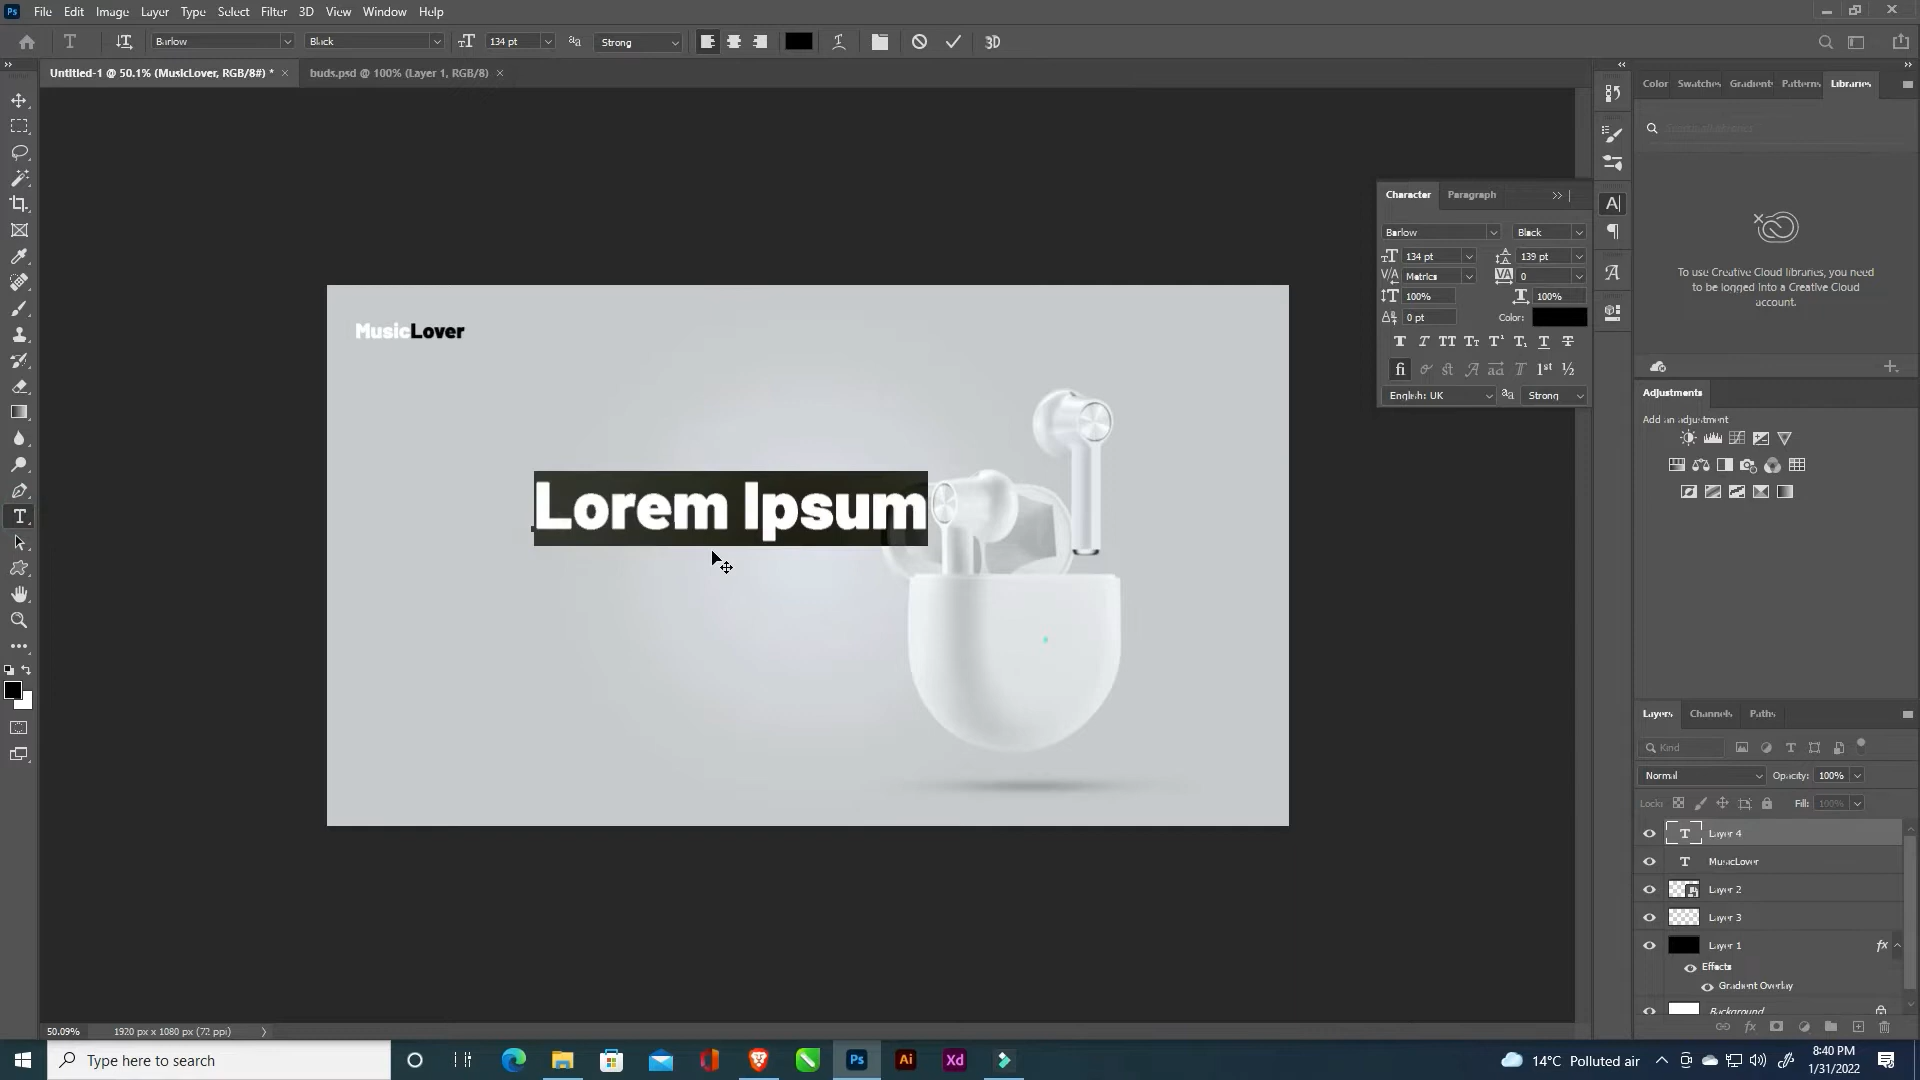 Ps File Edit Image Layer Type Select Filter 3D View Window Help
T Barlow Black 134 pt Strong 3D
Untitled-1 @ 50.1% (MusicLover, RGB/8#) * × buds.psd @ 100% (Layer 1, RGB/8) ×
Color Swatches Gradients Patterns Libraries
To use Creative Cloud libraries, you need
to be logged into a Creative Cloud
account.
Character Paragraph
Barlow Black
134 pt 139 pt
Metrics 0
100% 100%
0 pt Color:
English: UK Strong
MusicLover
Lorem Ipsum
Adjustments
Add an adjustment
Layers Channels Paths
Kind
Normal Opacity: 100%
Lock: Fill: 100%
Layer 4
MusicLover
Layer 2
Layer 3
Layer 1 fx
Effects
Gradient Overlay
Background
50.09% 1920 px x 1080 px (72 ppi)
Type here to search
Ps Ai Xd
14°C Polluted air
8:40 PM
1/31/2022